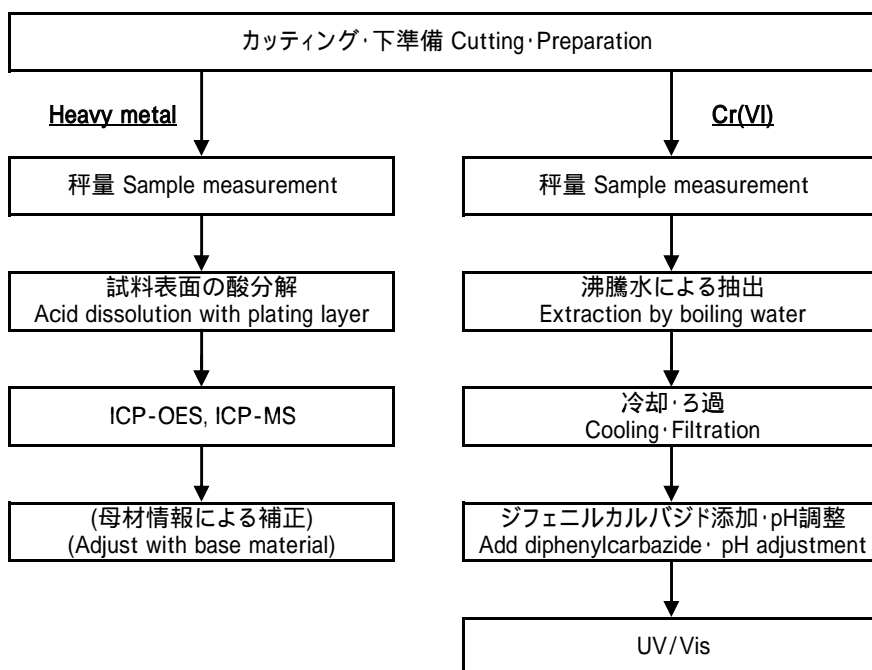 カッティング・下準備 Cutting・Preparation
Heavy metal
秤量 Sample measurement
試料表面の酸分解
Acid dissolution with plating layer
ICP-OES, ICP-MS
(母材情報による補正)
(Adjust with base material)
Cr(VI)
秤量 Sample measurement
沸騰水による抽出
Extraction by boiling water
冷却・ろ過
Cooling・Filtration
ジフェニルカルバジド添加・pH調整
Add diphenylcarbazide・ pH adjustment
UV/Vis